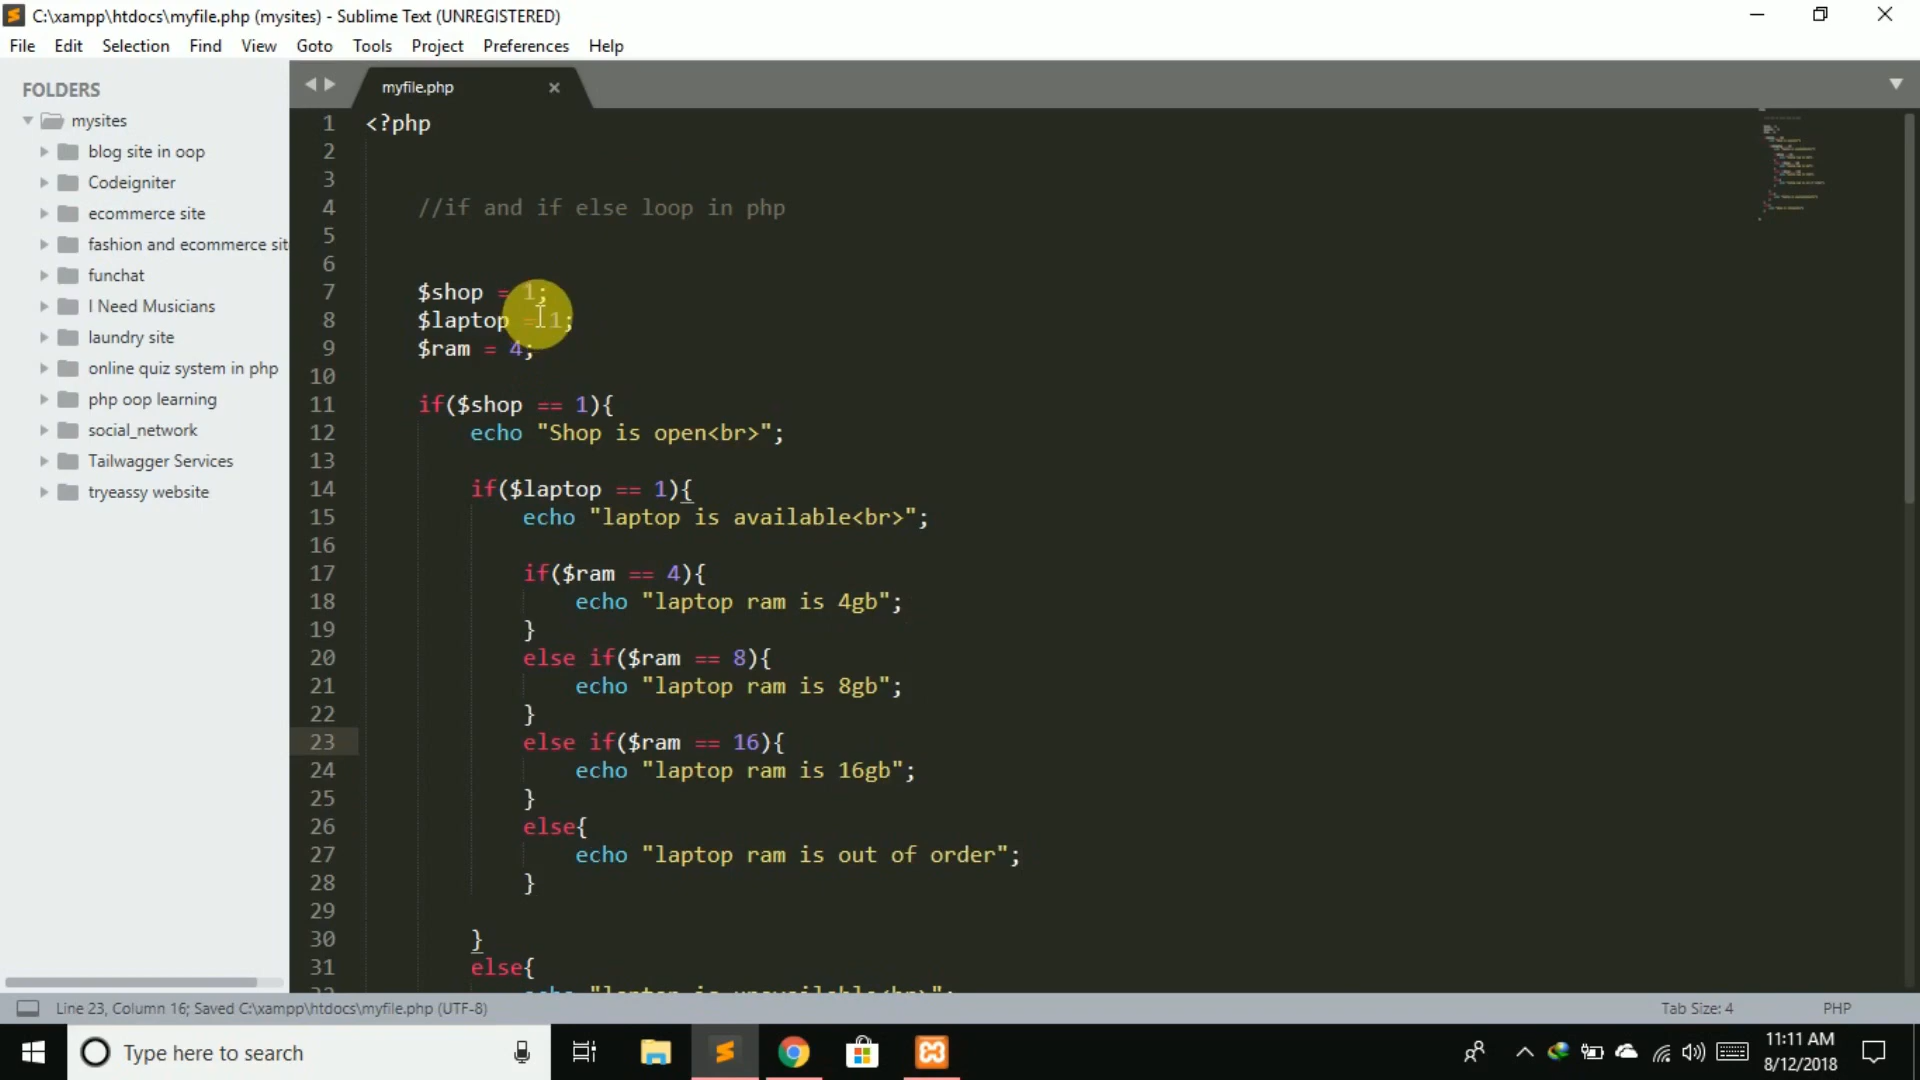 C:\xampp\htdocs\myfile.php (mysites) - Sublime Text (UNREGISTERED)
File Edit Selection Find View Goto Tools Project Preferences Help
FOLDERS
mysites
blog site in oop
Codeigniter
ecommerce site
fashion and ecommerce sit
funchat
I Need Musicians
laundry site
online quiz system in php
php oop learning
social_network
Tailwagger Services
tryeassy website
myfile.php
1 <?php
2
3
4 //if and if else loop in php
5
6
7 $shop = 1;
8 $laptop = 1;
9 $ram = 4;
10
11 if($shop == 1){
12 echo "Shop is open<br>";
13
14 if($laptop == 1){
15 echo "laptop is available<br>";
16
17 if($ram == 4){
18 echo "laptop ram is 4gb";
19 }
20 else if($ram == 8){
21 echo "laptop ram is 8gb";
22 }
23 else if($ram == 16){
24 echo "laptop ram is 16gb";
25 }
26 else{
27 echo "laptop ram is out of order";
28 }
29
30 }
31 else{
Line 23, Column 16; Saved C:\xampp\htdocs\myfile.php (UTF-8)
Tab Size: 4
PHP
Type here to search
11:11 AM
8/12/2018